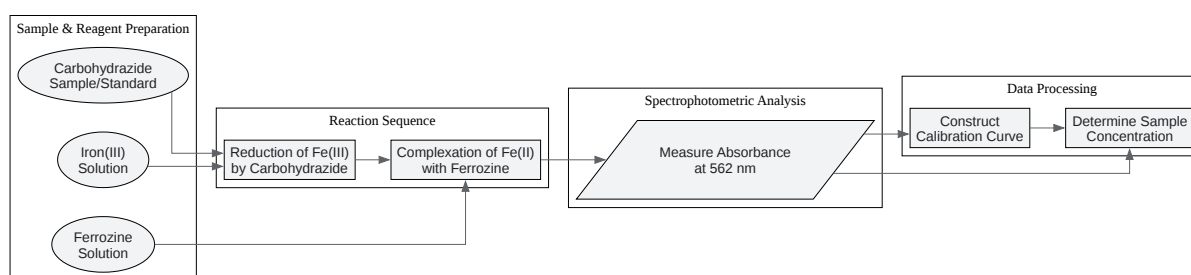 Sample & Reagent Preparation
Carbohydrazide
Sample/Standard
Iron(III)
Solution
Ferrozine
Solution
Reaction Sequence
Reduction of Fe(III)
by Carbohydrazide
Complexation of Fe(II)
with Ferrozine
Spectrophotometric Analysis
Measure Absorbance
at 562 nm
Data Processing
Construct
Calibration Curve
Determine Sample
Concentration